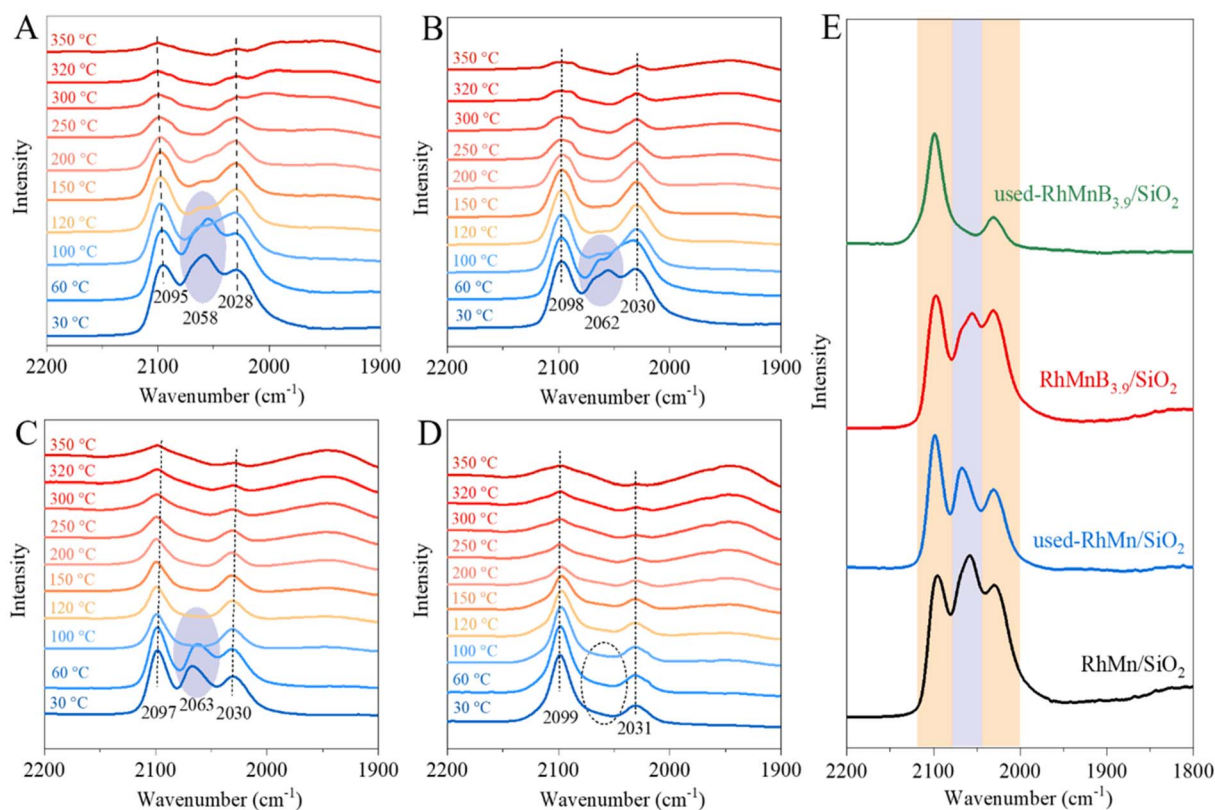 A
350 °C
320 °C
300 °C
250 °C
200 °C
150 °C
120 °C
100 °C
60 °C
30 °C
2095
2058
2028
2200 2100 2000 1900
Wavenumber (cm-1)
Intensity
B
350 °C
320 °C
300 °C
250 °C
200 °C
150 °C
120 °C
100 °C
60 °C
30 °C
2098
2062
2030
2200 2100 2000 1900
Wavenumber (cm-1)
Intensity
C
350 °C
320 °C
300 °C
250 °C
200 °C
150 °C
120 °C
100 °C
60 °C
30 °C
2097
2063
2030
2200 2100 2000 1900
Wavenumber (cm-1)
Intensity
D
350 °C
320 °C
300 °C
250 °C
200 °C
150 °C
120 °C
100 °C
60 °C
30 °C
2099
2031
2200 2100 2000 1900
Wavenumber (cm-1)
Intensity
E
used-RhMnB3.9/SiO2
RhMnB3.9/SiO2
used-RhMn/SiO2
RhMn/SiO2
2200 2100 2000 1900 1800
Wavenumber (cm-1)
Intensity